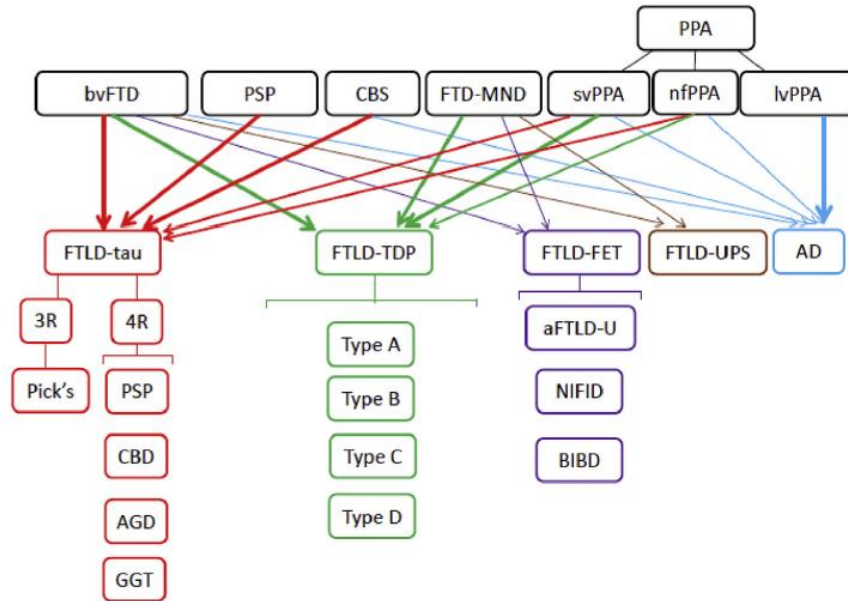 PPA
bvFTD PSP CBS FTD-MND svPPA nfPPA lvPPA
FTLD-tau FTLD-TDP FTLD-FET FTLD-UPS AD
3R 4R aFTLD-U
Type A
Pick's PSP Type B NIFID
CBD Type C BIBD
AGD Type D
GGT